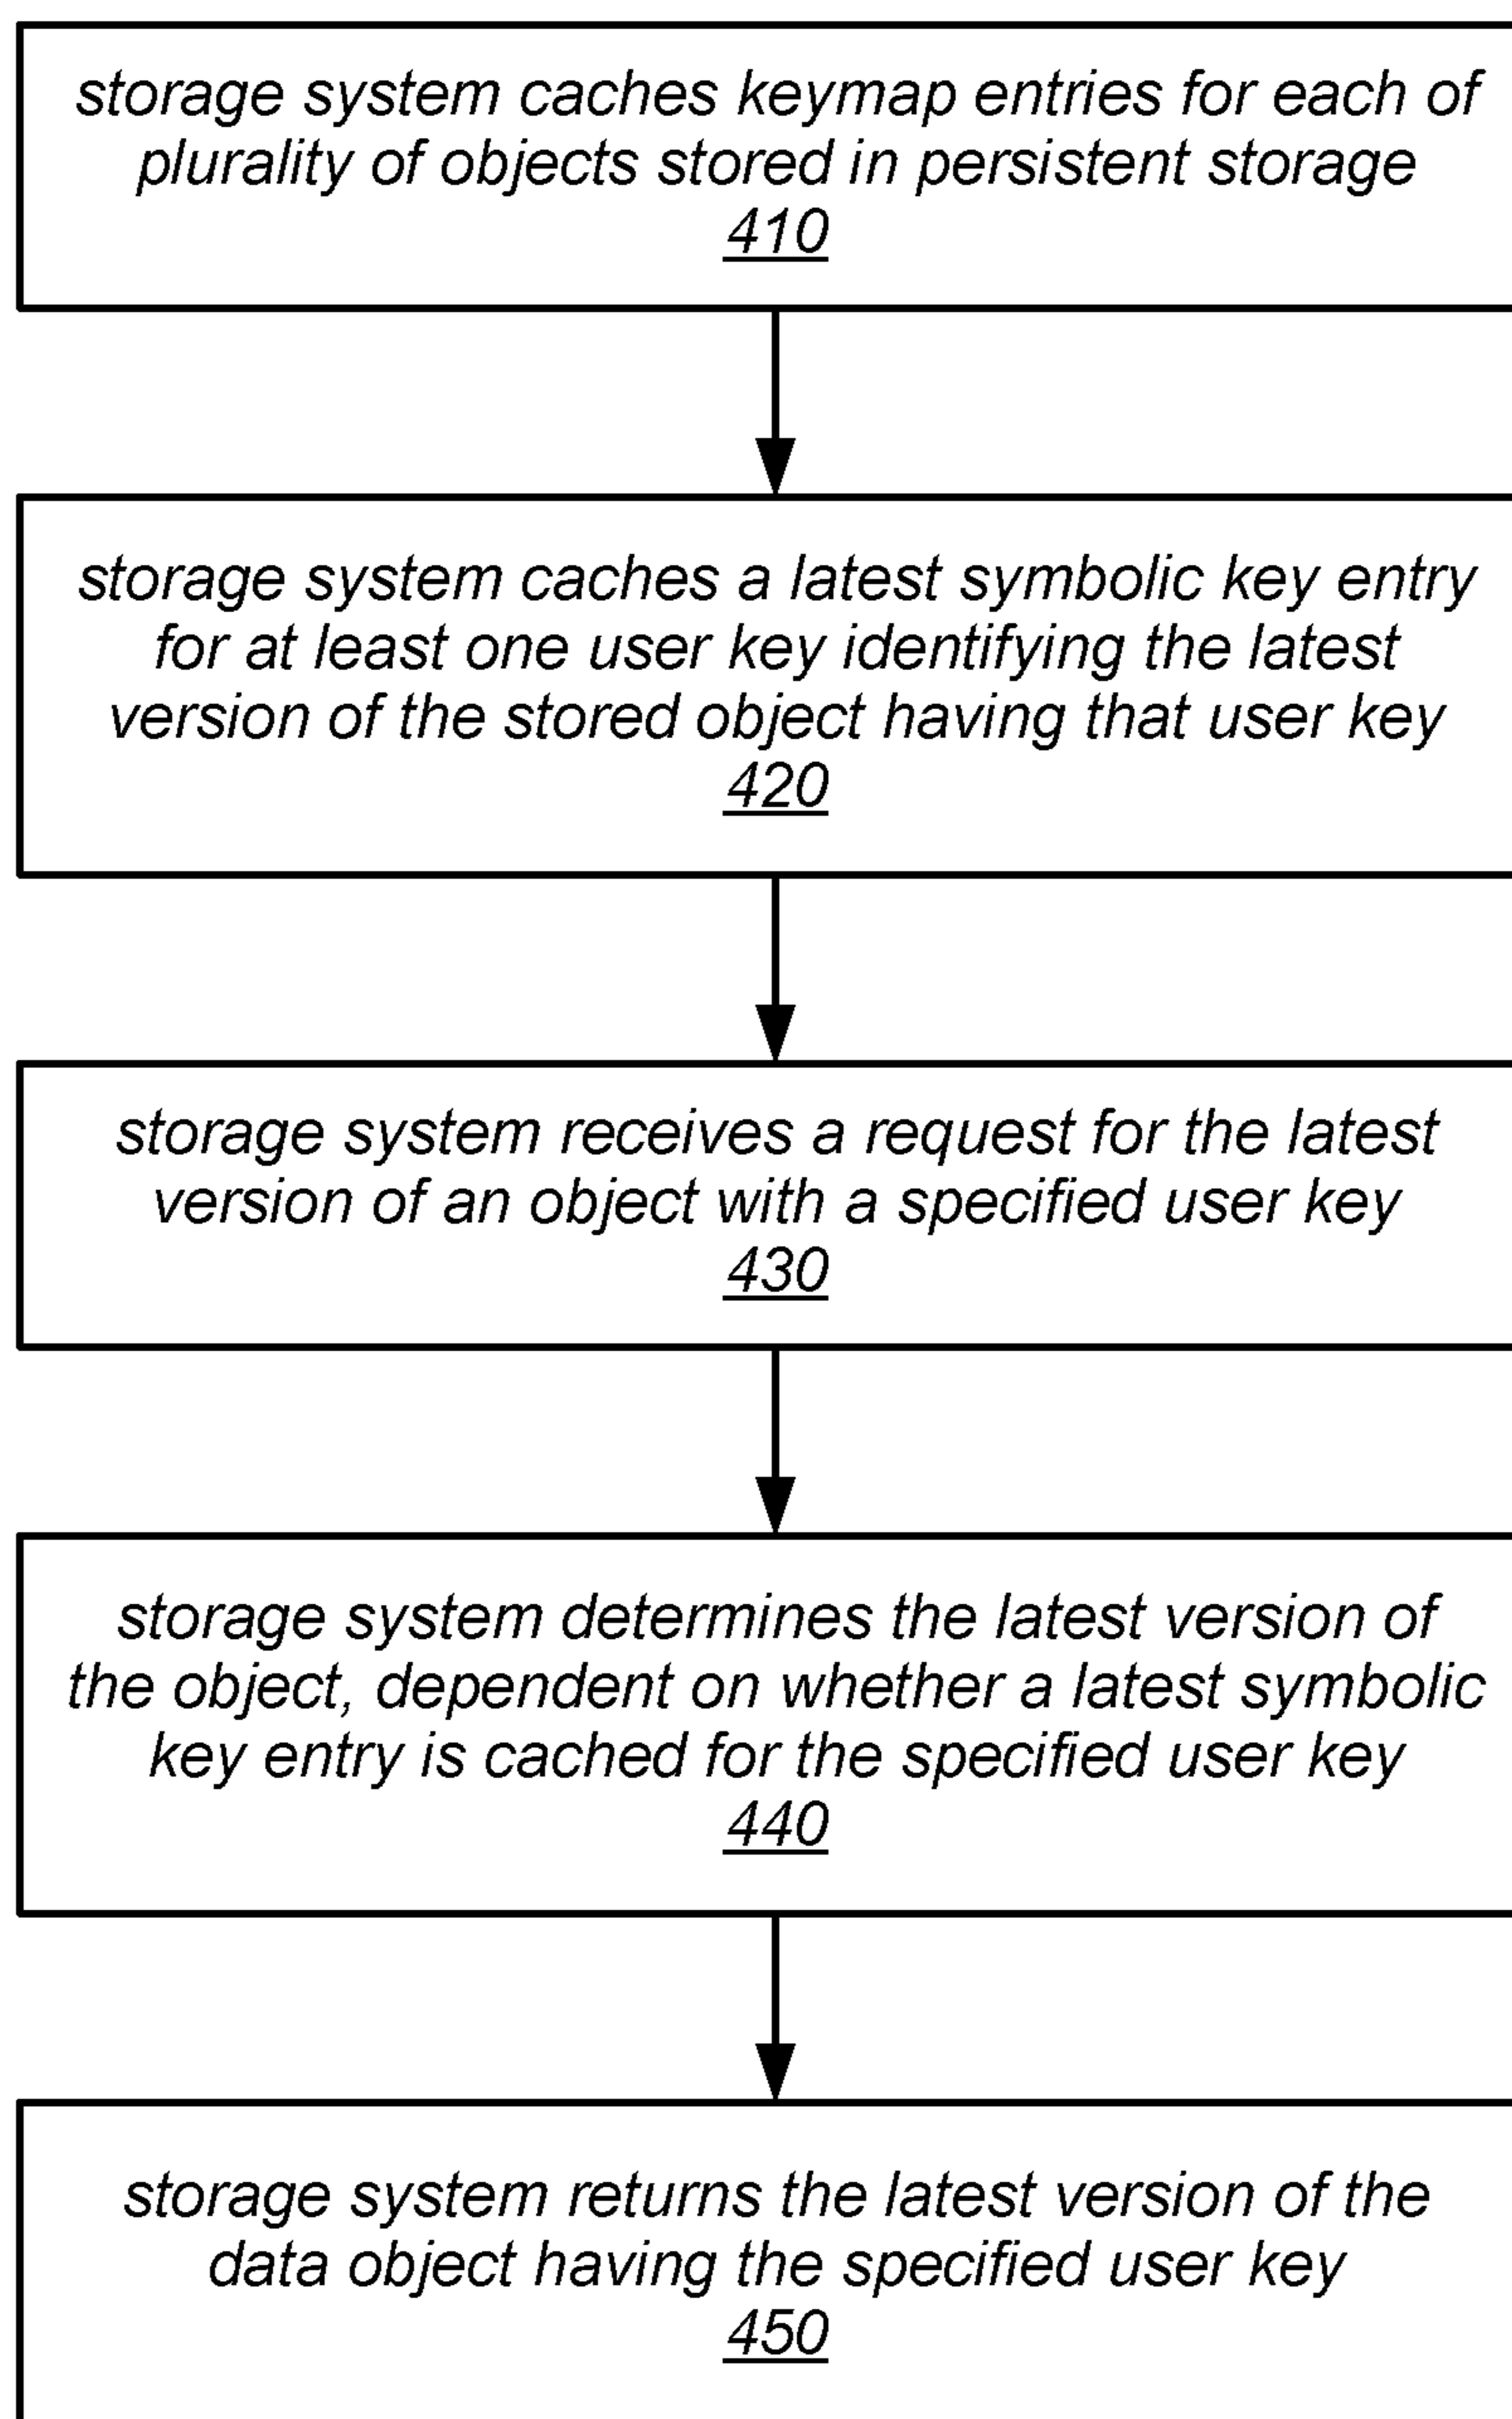 storage system caches keymap entries for each of
plurality of objects stored in persistent storage
410
storage system caches a latest symbolic key entry
for at least one user key identifying the latest
version of the stored object having that user key
420
storage system receives a request for the latest
version of an object with a specified user key
430
storage system determines the latest version of
the object, dependent on whether a latest symbolic
key entry is cached for the specified user key
440
storage system returns the latest version of the
data object having the specified user key
450